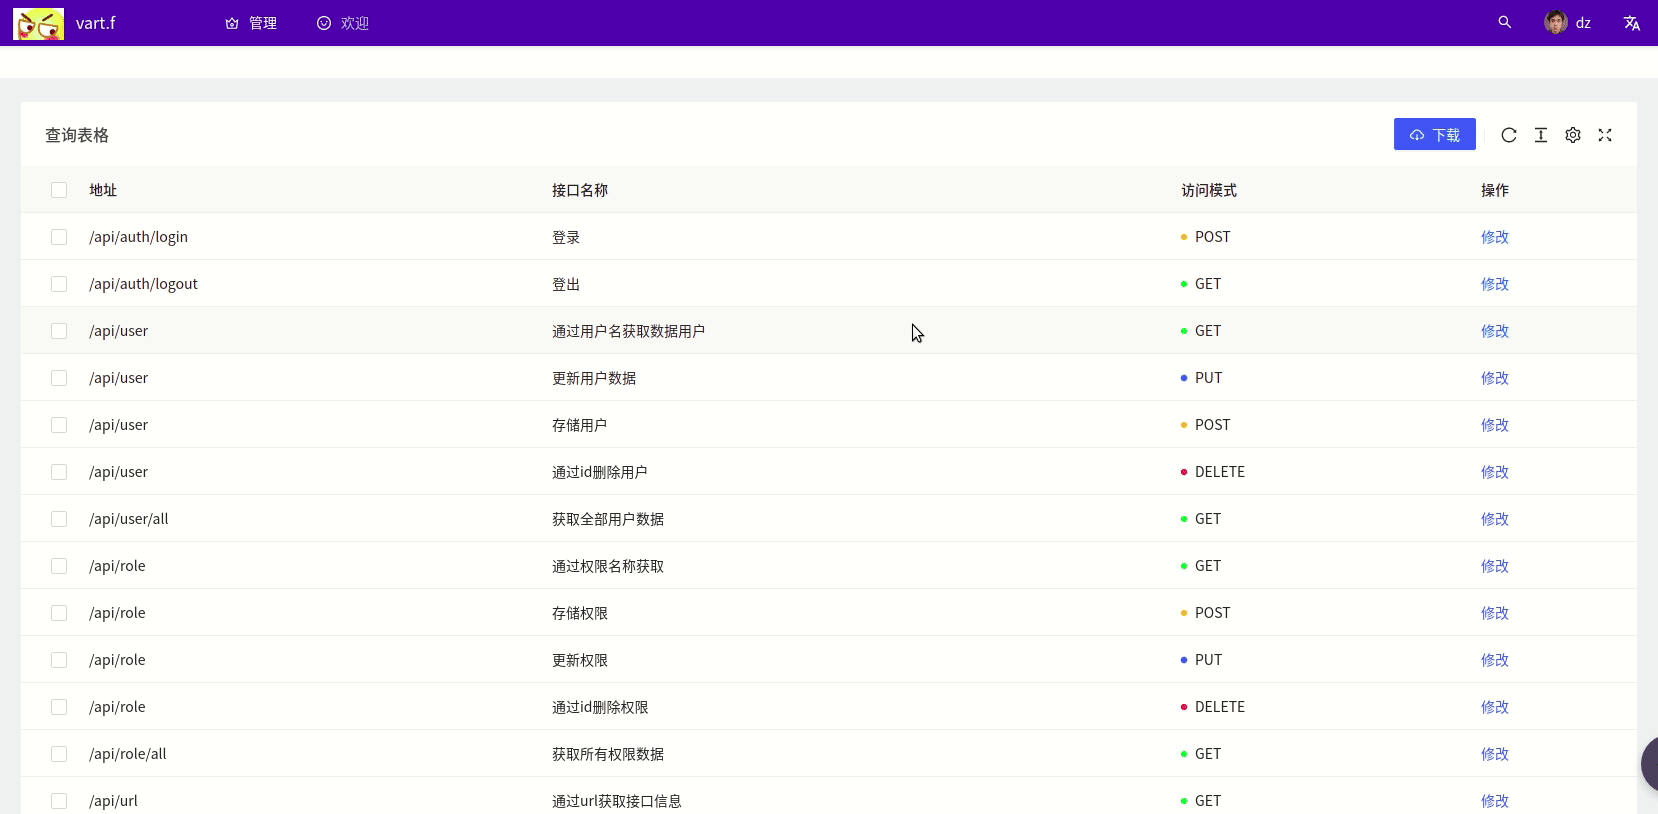 vart.f 管理 欢迎 dz
查询表格 下载
地址 接口名称 访问模式 操作
/api/auth/login 登录 POST 修改
/api/auth/logout 登出 GET 修改
/api/user 通过用户名获取数据用户 GET 修改
/api/user 更新用户数据 PUT 修改
/api/user 存储用户 POST 修改
/api/user 通过id删除用户 DELETE 修改
/api/user/all 获取全部用户数据 GET 修改
/api/role 通过权限名称获取 GET 修改
/api/role 存储权限 POST 修改
/api/role 更新权限 PUT 修改
/api/role 通过id删除权限 DELETE 修改
/api/role/all 获取所有权限数据 GET 修改
/api/url 通过url获取接口信息 GET 修改